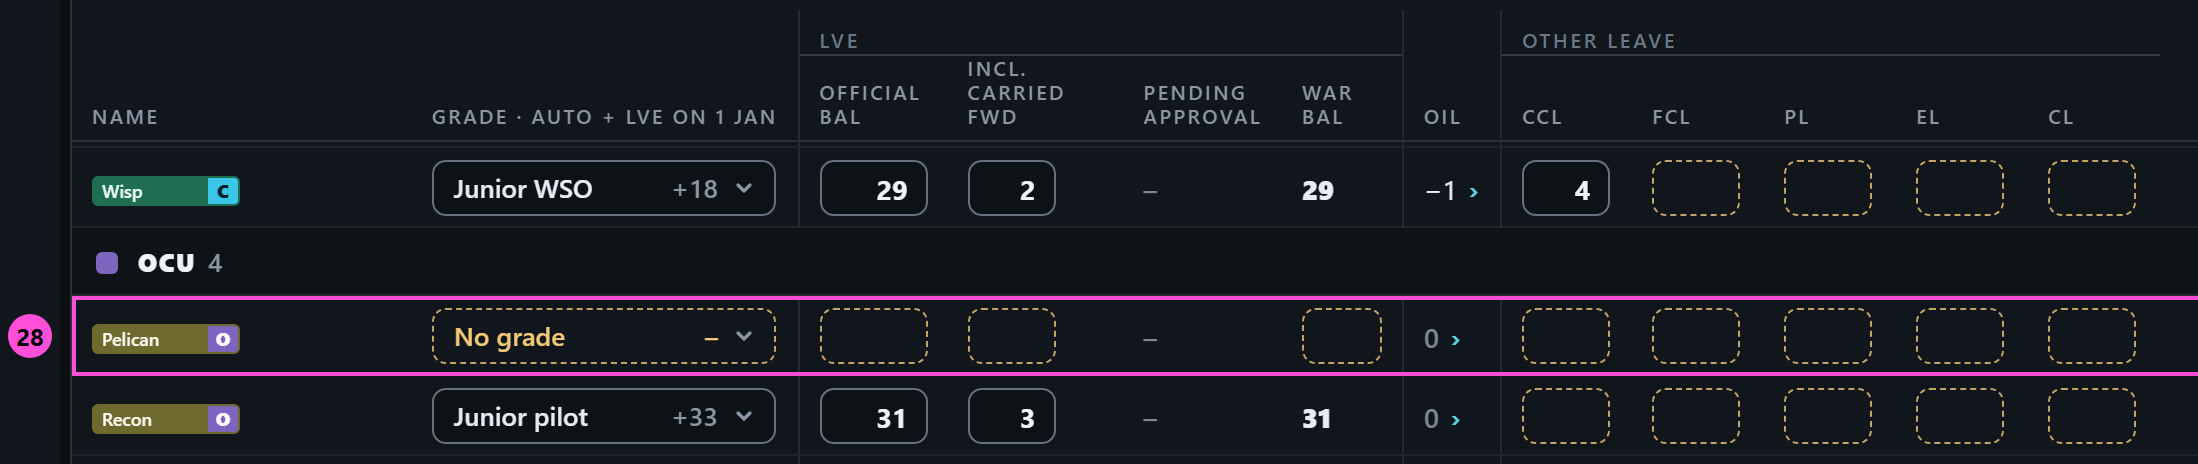 LVE
OTHER LEAVE
NAME
GRADE · AUTO + LVE ON 1 JAN
OFFICIAL BAL
INCL. CARRIED FWD
PENDING APPROVAL
WAR BAL
OIL
CCL
FCL
PL
EL
CL
Wisp C Junior WSO +18 29 2 – 29 −1 › 4
OCU 4
28 Pelican O No grade – – 0 ›
Recon O Junior pilot +33 31 3 – 31 0 ›